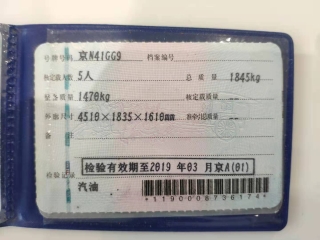 号牌号码 京N41GG9 档案编号
核定载人数 5人 总质量 1845kg
整备质量 1470kg 核定载质量 --
外廓尺寸 4510×1835×1610mm 准牵引总质量 --
备注
检验有效期至2019年03月京A(01)
检验记录
汽油
*1190008736174*